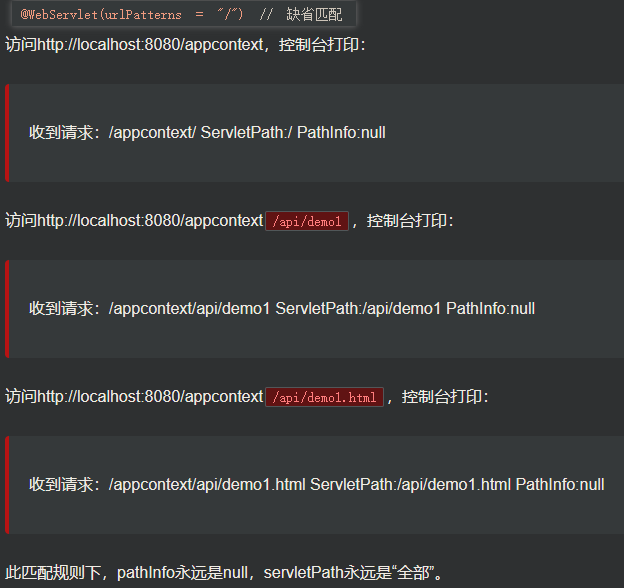 @WebServlet(urlPatterns = "/") // 缺省匹配
访问http://localhost:8080/appcontext，控制台打印：
收到请求：/appcontext/ ServletPath:/ PathInfo:null
访问http://localhost:8080/appcontext /api/demo1 ，控制台打印：
收到请求：/appcontext/api/demo1 ServletPath:/api/demo1 PathInfo:null
访问http://localhost:8080/appcontext /api/demo1.html ，控制台打印：
收到请求：/appcontext/api/demo1.html ServletPath:/api/demo1.html PathInfo:null
此匹配规则下，pathInfo永远是null，servletPath永远是“全部”。